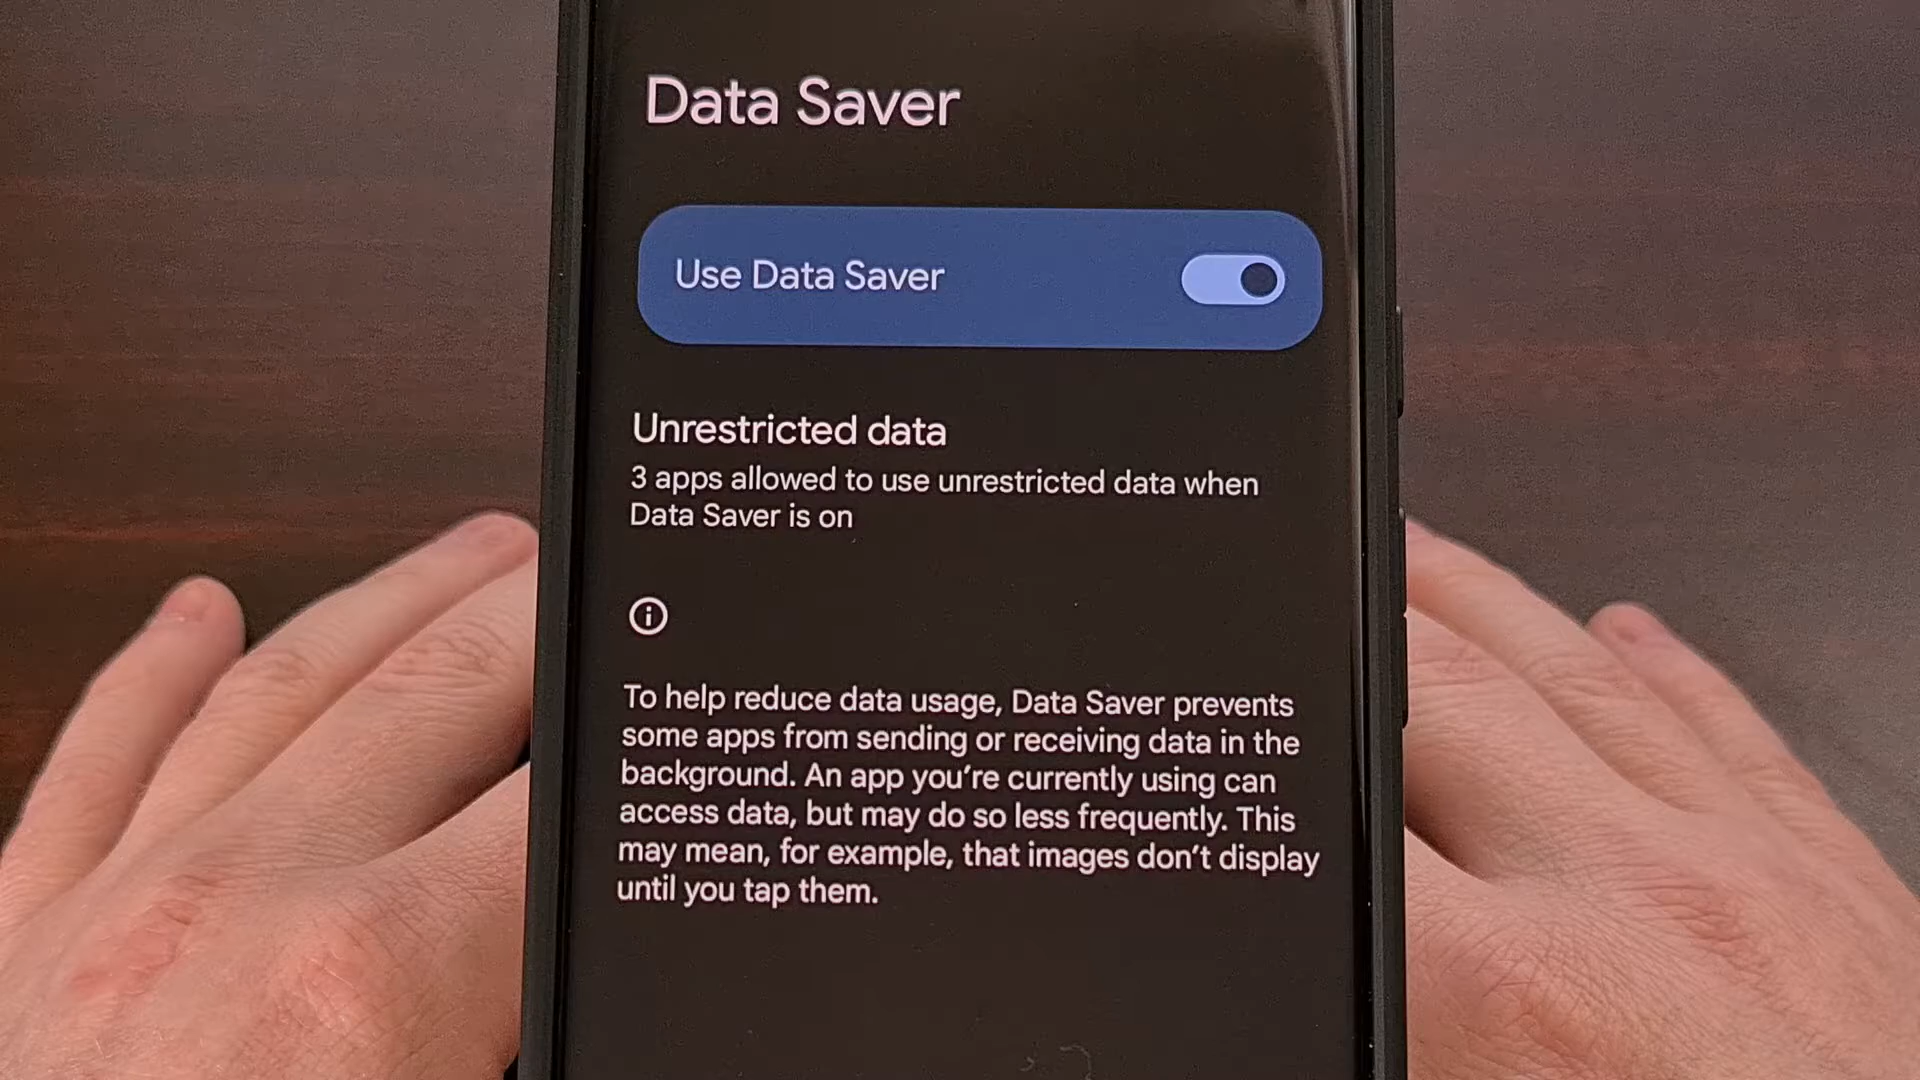 Data Saver
Use Data Saver
Unrestricted data
3 apps allowed to use unrestricted data when
Data Saver is on
To help reduce data usage, Data Saver prevents
some apps from sending or receiving data in the
background. An app you’re currently using can
access data, but may do so less frequently. This
may mean, for example, that images don’t display
until you tap them.